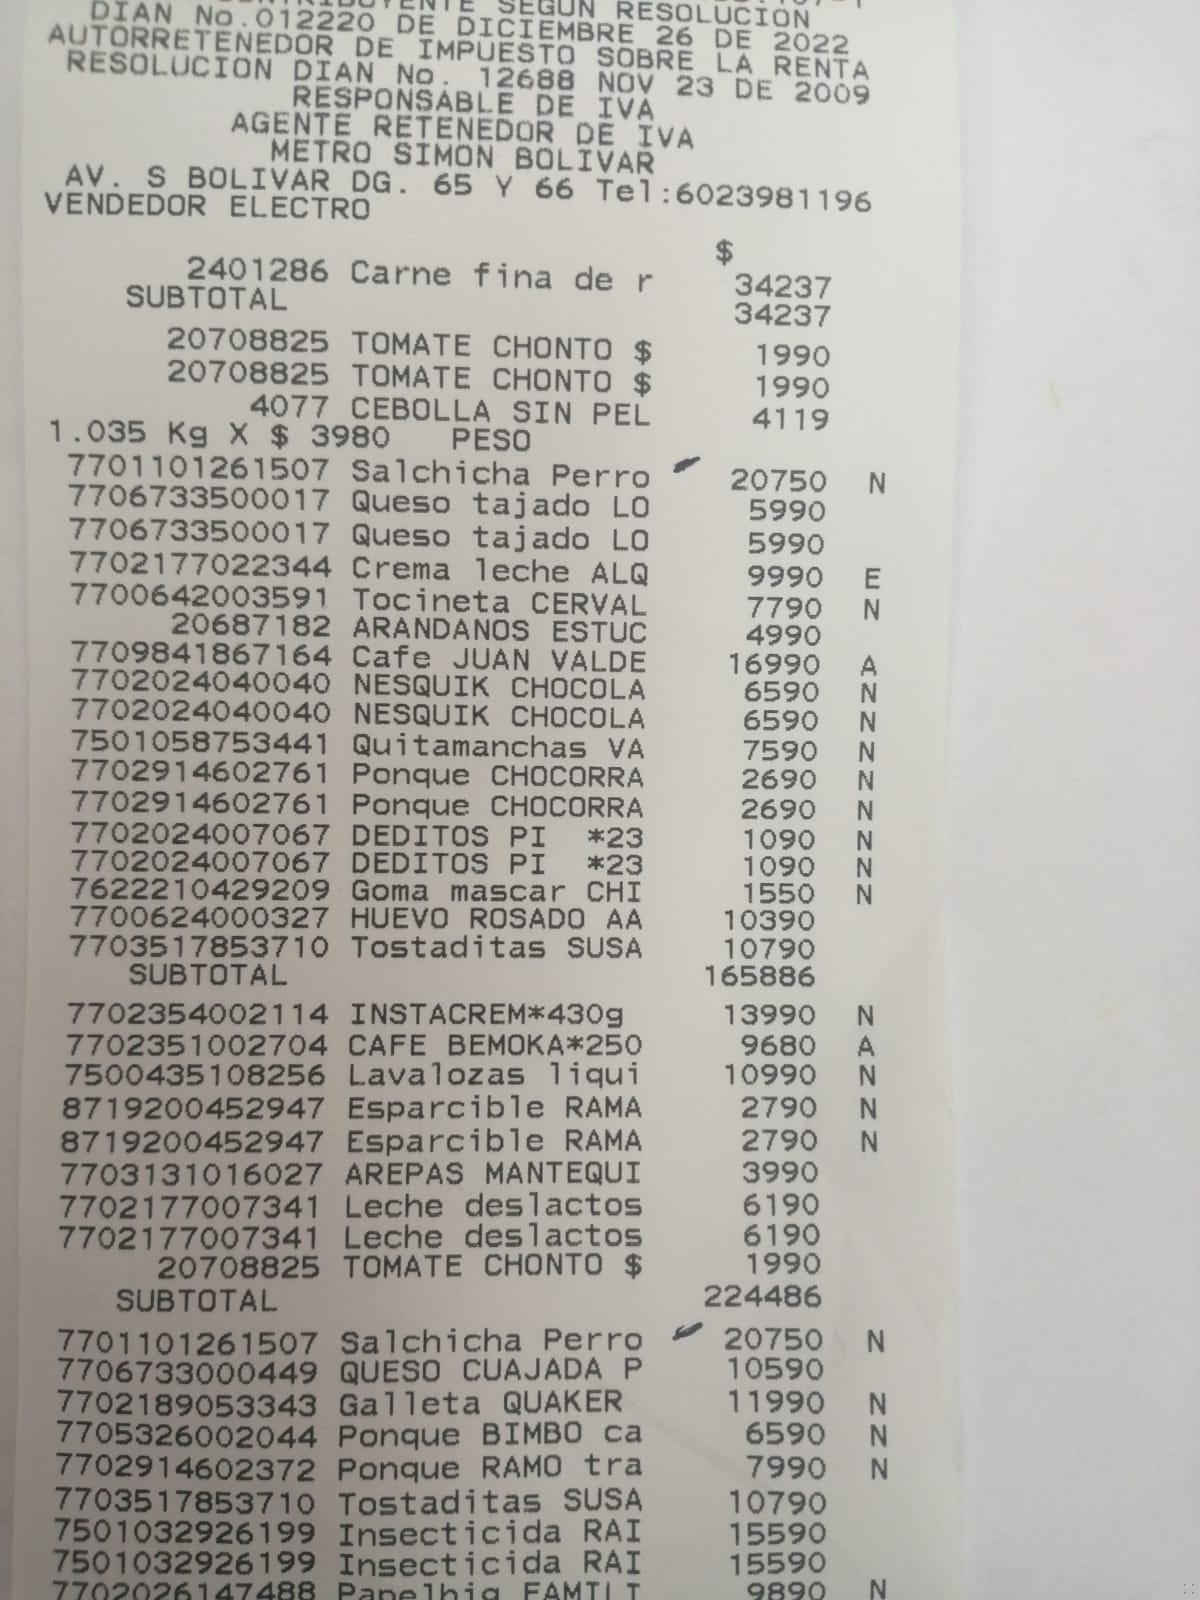 SEGUN RESOLUCION
DIAN No.012220 DE DICIEMBRE 26 DE 2022
AUTORRETENEDOR DE IMPUESTO SOBRE LA RENTA
RESOLUCION DIAN No. 12688 NOV 23 DE 2009
RESPONSABLE DE IVA
AGENTE RETENEDOR DE IVA
METRO SIMON BOLIVAR
AV. S BOLIVAR DG. 65 Y 66 Tel:6023981196
VENDEDOR ELECTRO
$
2401286 Carne fina de r 34237
SUBTOTAL 34237
20708825 TOMATE CHONTO $ 1990
20708825 TOMATE CHONTO $ 1990
4077 CEBOLLA SIN PEL 4119
1.035 Kg X $ 3980 PESO
7701101261507 Salchicha Perro 20750 N
7706733500017 Queso tajado LO 5990
7706733500017 Queso tajado LO 5990
7702177022344 Crema leche ALQ 9990 E
7700642003591 Tocineta CERVAL 7790 N
20687182 ARANDANOS ESTUC 4990
7709841867164 Cafe JUAN VALDE 16990 A
7702024040040 NESQUIK CHOCOLA 6590 N
7702024040040 NESQUIK CHOCOLA 6590 N
7501058753441 Quitamanchas VA 7590 N
7702914602761 Ponque CHOCORRA 2690 N
7702914602761 Ponque CHOCORRA 2690 N
7702024007067 DEDITOS PI *23 1090 N
7702024007067 DEDITOS PI *23 1090 N
7622210429209 Goma mascar CHI 1550 N
7700624000327 HUEVO ROSADO AA 10390
7703517853710 Tostaditas SUSA 10790
SUBTOTAL 165886
7702354002114 INSTACREM*430g 13990 N
7702351002704 CAFE BEMOKA*250 9680 A
7500435108256 Lavalozas liqui 10990 N
8719200452947 Esparcible RAMA 2790 N
8719200452947 Esparcible RAMA 2790 N
7703131016027 AREPAS MANTEQUI 3990
7702177007341 Leche deslactos 6190
7702177007341 Leche deslactos 6190
20708825 TOMATE CHONTO $ 1990
SUBTOTAL 224486
7701101261507 Salchicha Perro 20750 N
7706733000449 QUESO CUAJADA P 10590
7702189053343 Galleta QUAKER 11990 N
7705326002044 Ponque BIMBO ca 6590 N
7702914602372 Ponque RAMO tra 7990 N
7703517853710 Tostaditas SUSA 10790
7501032926199 Insecticida RAI 15590
7501032926199 Insecticida RAI 15590
7702026147488 Papelhig FAMILI 9890 N